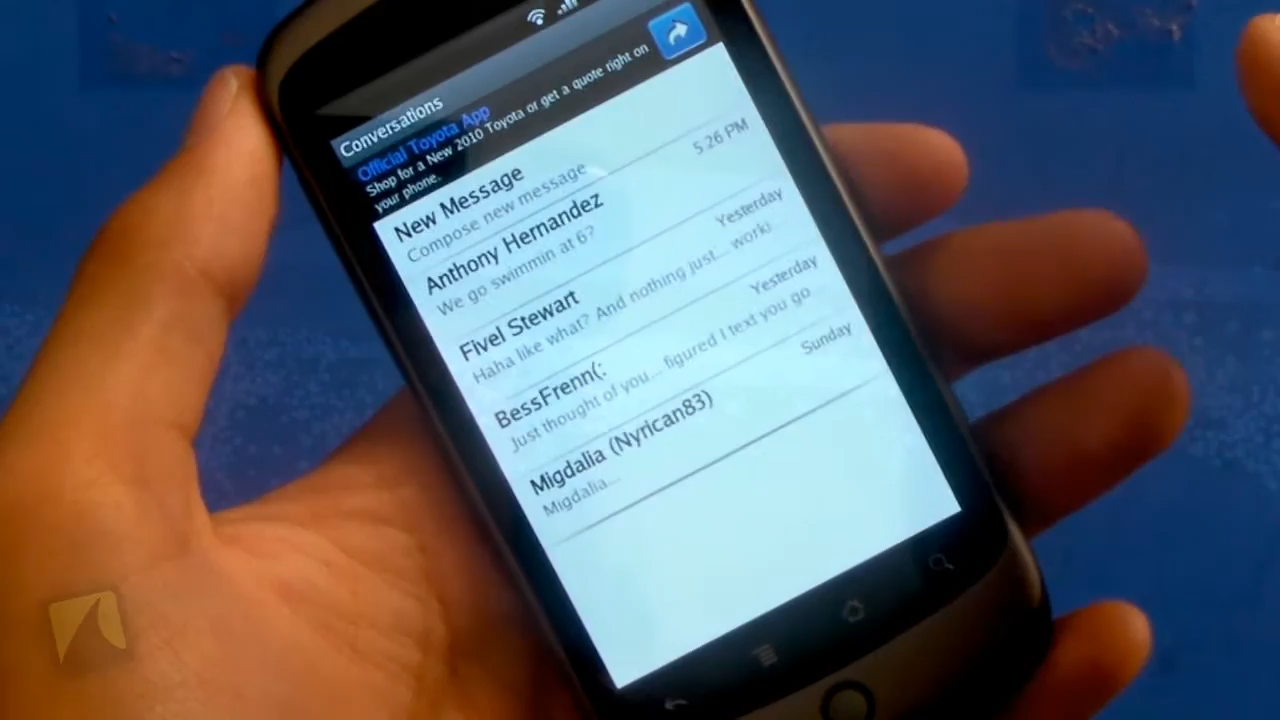 Conversations
Official Toyota App
Shop for a New 2010 Toyota or get a quote right on
your phone.
New Message
Compose new message
Anthony Hernandez
5:26 PM
We go swimmin at 6?
Fivel Stewart
Yesterday
Haha like what? And nothing just... work)
BessFrenn(:
Yesterday
Just thought of you... figured I text you go
Migdalia (Nyrican83)
Sunday
Migdalia...